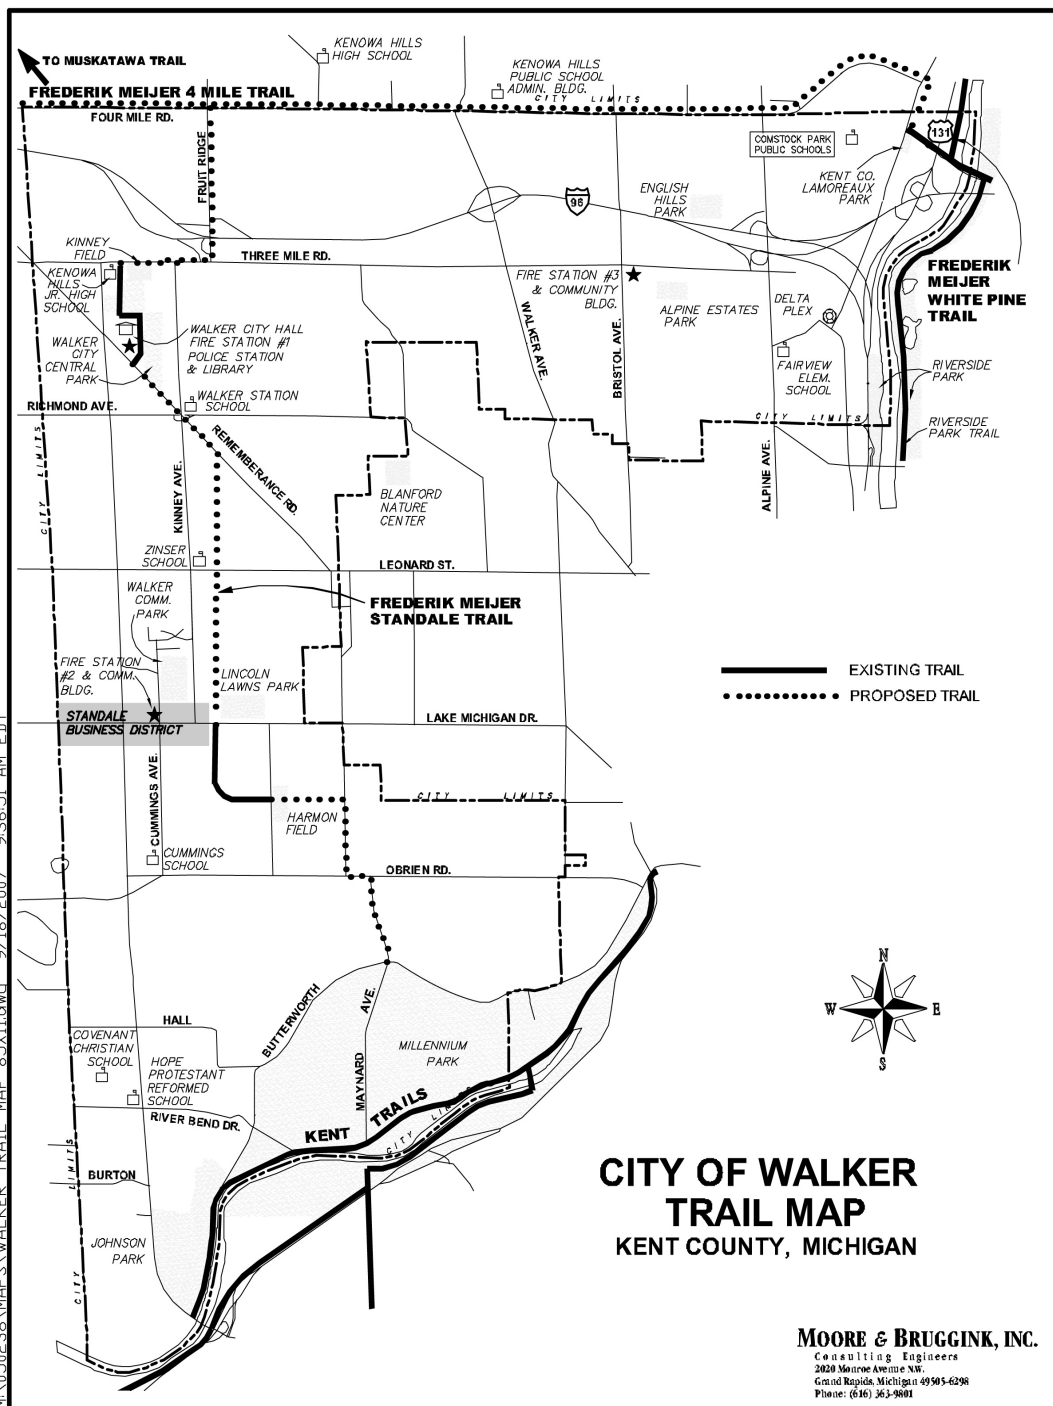 TO MUSKATAWA TRAIL
FREDERIK MEIJER 4 MILE TRAIL
FOUR MILE RD.
KENOWA HILLS
HIGH SCHOOL
KENOWA HILLS
PUBLIC SCHOOL
ADMIN. BLDG.
CITY LIMITS
FRUIT RIDGE
COMSTOCK PARK
PUBLIC SCHOOLS
131
KENT CO.
LAMOREAUX
PARK
96
ENGLISH
HILLS
PARK
KINNEY
FIELD
THREE MILE RD.
KENOWA
HILLS
JR. HIGH
SCHOOL
FIRE STATION #3
& COMMUNITY
BLDG.
FREDERIK
MEIJER
WHITE PINE
TRAIL
WALKER AVE.
BRISTOL AVE.
ALPINE ESTATES
PARK
DELTA
PLEX
WALKER
CITY
CENTRAL
PARK
WALKER CITY HALL
FIRE STATION #1
POLICE STATION
& LIBRARY
FAIRVIEW
ELEM.
SCHOOL
RIVERSIDE
PARK
WALKER STATION
SCHOOL
RICHMOND AVE.
CITY LIMITS
RIVERSIDE
PARK TRAIL
CITY LIMITS
REMEMBERANCE RD.
KINNEY AVE.
ALPINE AVE.
BLANFORD
NATURE
CENTER
ZINSER
SCHOOL
LEONARD ST.
WALKER
COMM.
PARK
FREDERIK MEIJER
STANDALE TRAIL
FIRE STATION
#2 & COMM.
BLDG.
LINCOLN
LAWNS PARK
EXISTING TRAIL
PROPOSED TRAIL
STANDALE
BUSINESS DISTRICT
LAKE MICHIGAN DR.
CUMMINGS AVE.
CITY LIMITS
HARMON
FIELD
CUMMINGS
SCHOOL
OBRIEN RD.
N
W
E
S
BUTTERWORTH
MAYNARD AVE.
HALL
COVENANT
CHRISTIAN
SCHOOL
HOPE
PROTESTANT
REFORMED
SCHOOL
MILLENNIUM
PARK
RIVER BEND DR.
KENT TRAILS
CITY LIMITS
BURTON
CITY LIMITS
JOHNSON
PARK
CITY OF WALKER
TRAIL MAP
KENT COUNTY, MICHIGAN
MOORE & BRUGGINK, INC.
Consulting Engineers
2020 Monroe Avenue N.W.
Grand Rapids, Michigan 49505-6298
Phone: (616) 363-9801